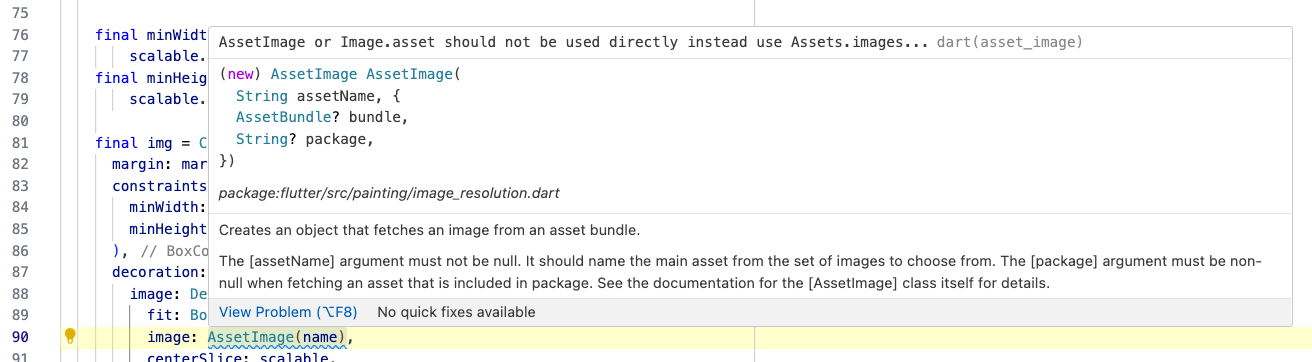 75
76 final minWidt
77 scalable.
78 final minHeig
79 scalable.
80
81 final img = C
82 margin: mar
83 constraints
84 minWidth:
85 minHeight
86 ), // BoxCo
87 decoration:
88 image: De
89 fit: Bo
90 image: AssetImage(name),
91 centerSlice: scalable,
AssetImage or Image.asset should not be used directly instead use Assets.images... dart(asset_image)
(new) AssetImage AssetImage(
String assetName, {
AssetBundle? bundle,
String? package,
})
package:flutter/src/painting/image_resolution.dart
Creates an object that fetches an image from an asset bundle.
The [assetName] argument must not be null. It should name the main asset from the set of images to choose from. The [package] argument must be non-
null when fetching an asset that is included in package. See the documentation for the [AssetImage] class itself for details.
View Problem (⌥F8) No quick fixes available